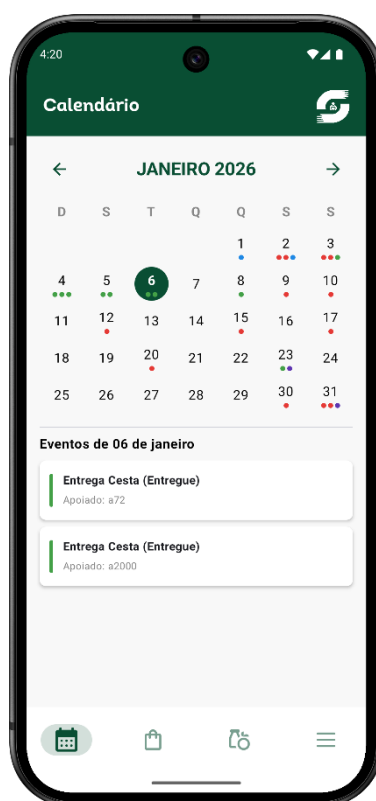 4:20
Calendário
JANEIRO 2026
D S T Q Q S S
1 2 3
4 5 6 7 8 9 10
11 12 13 14 15 16 17
18 19 20 21 22 23 24
25 26 27 28 29 30 31
Eventos de 06 de janeiro
Entrega Cesta (Entregue)
Apoiado: a72
Entrega Cesta (Entregue)
Apoiado: a2000